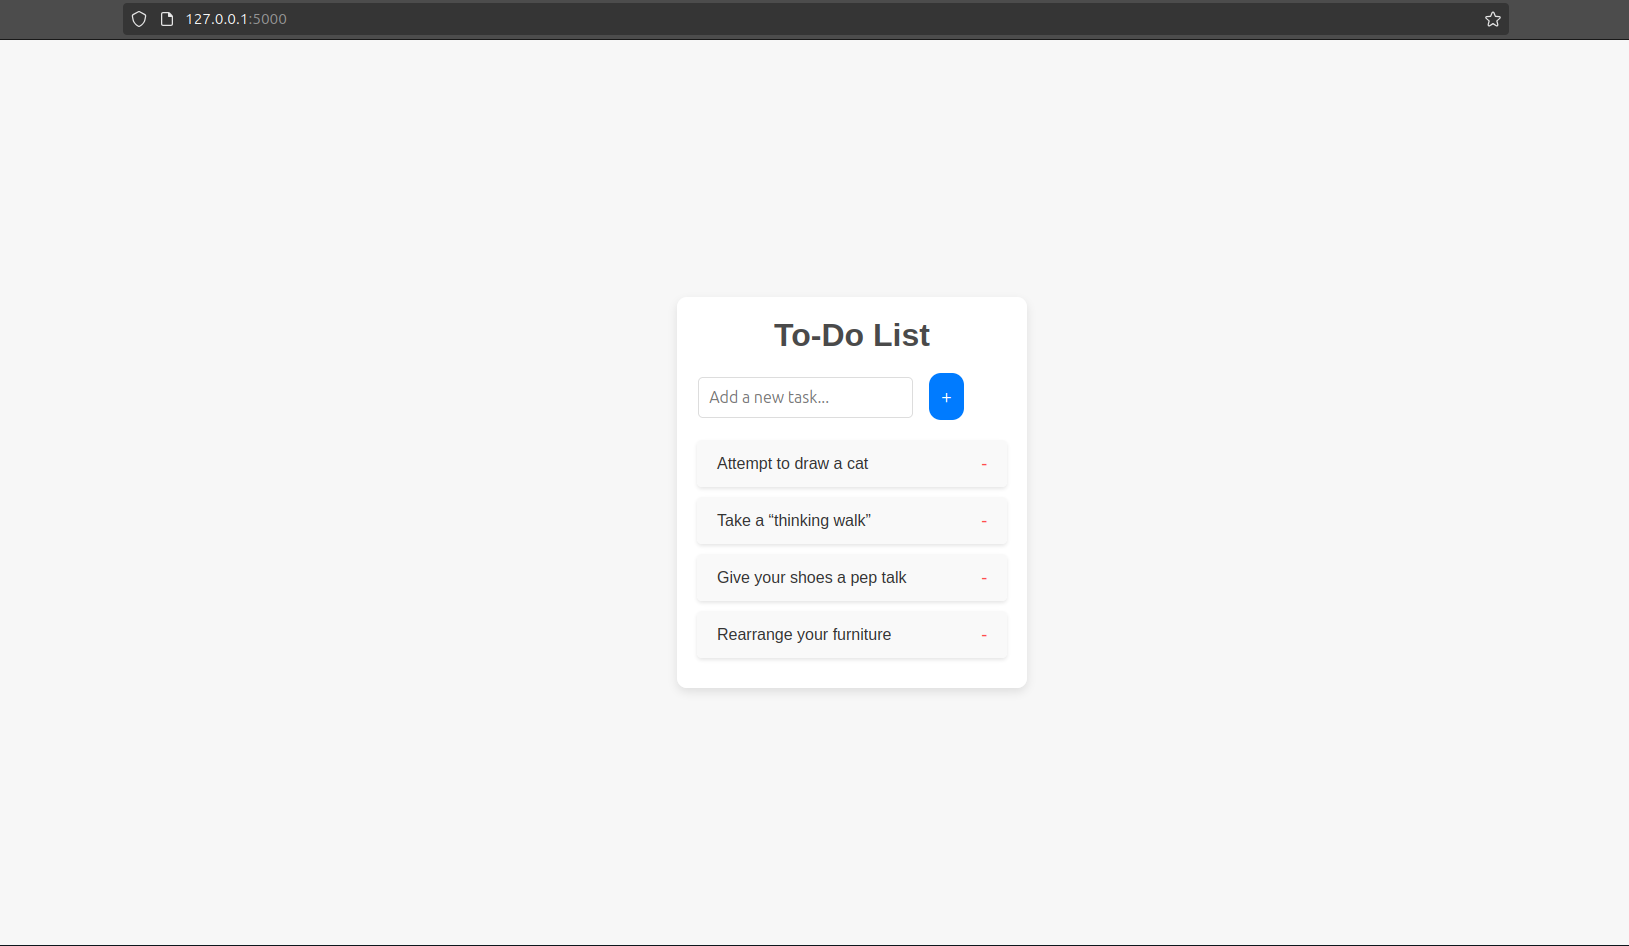 127.0.0.1:5000
To-Do List
Add a new task...
+
Attempt to draw a cat -
Take a “thinking walk” -
Give your shoes a pep talk -
Rearrange your furniture -